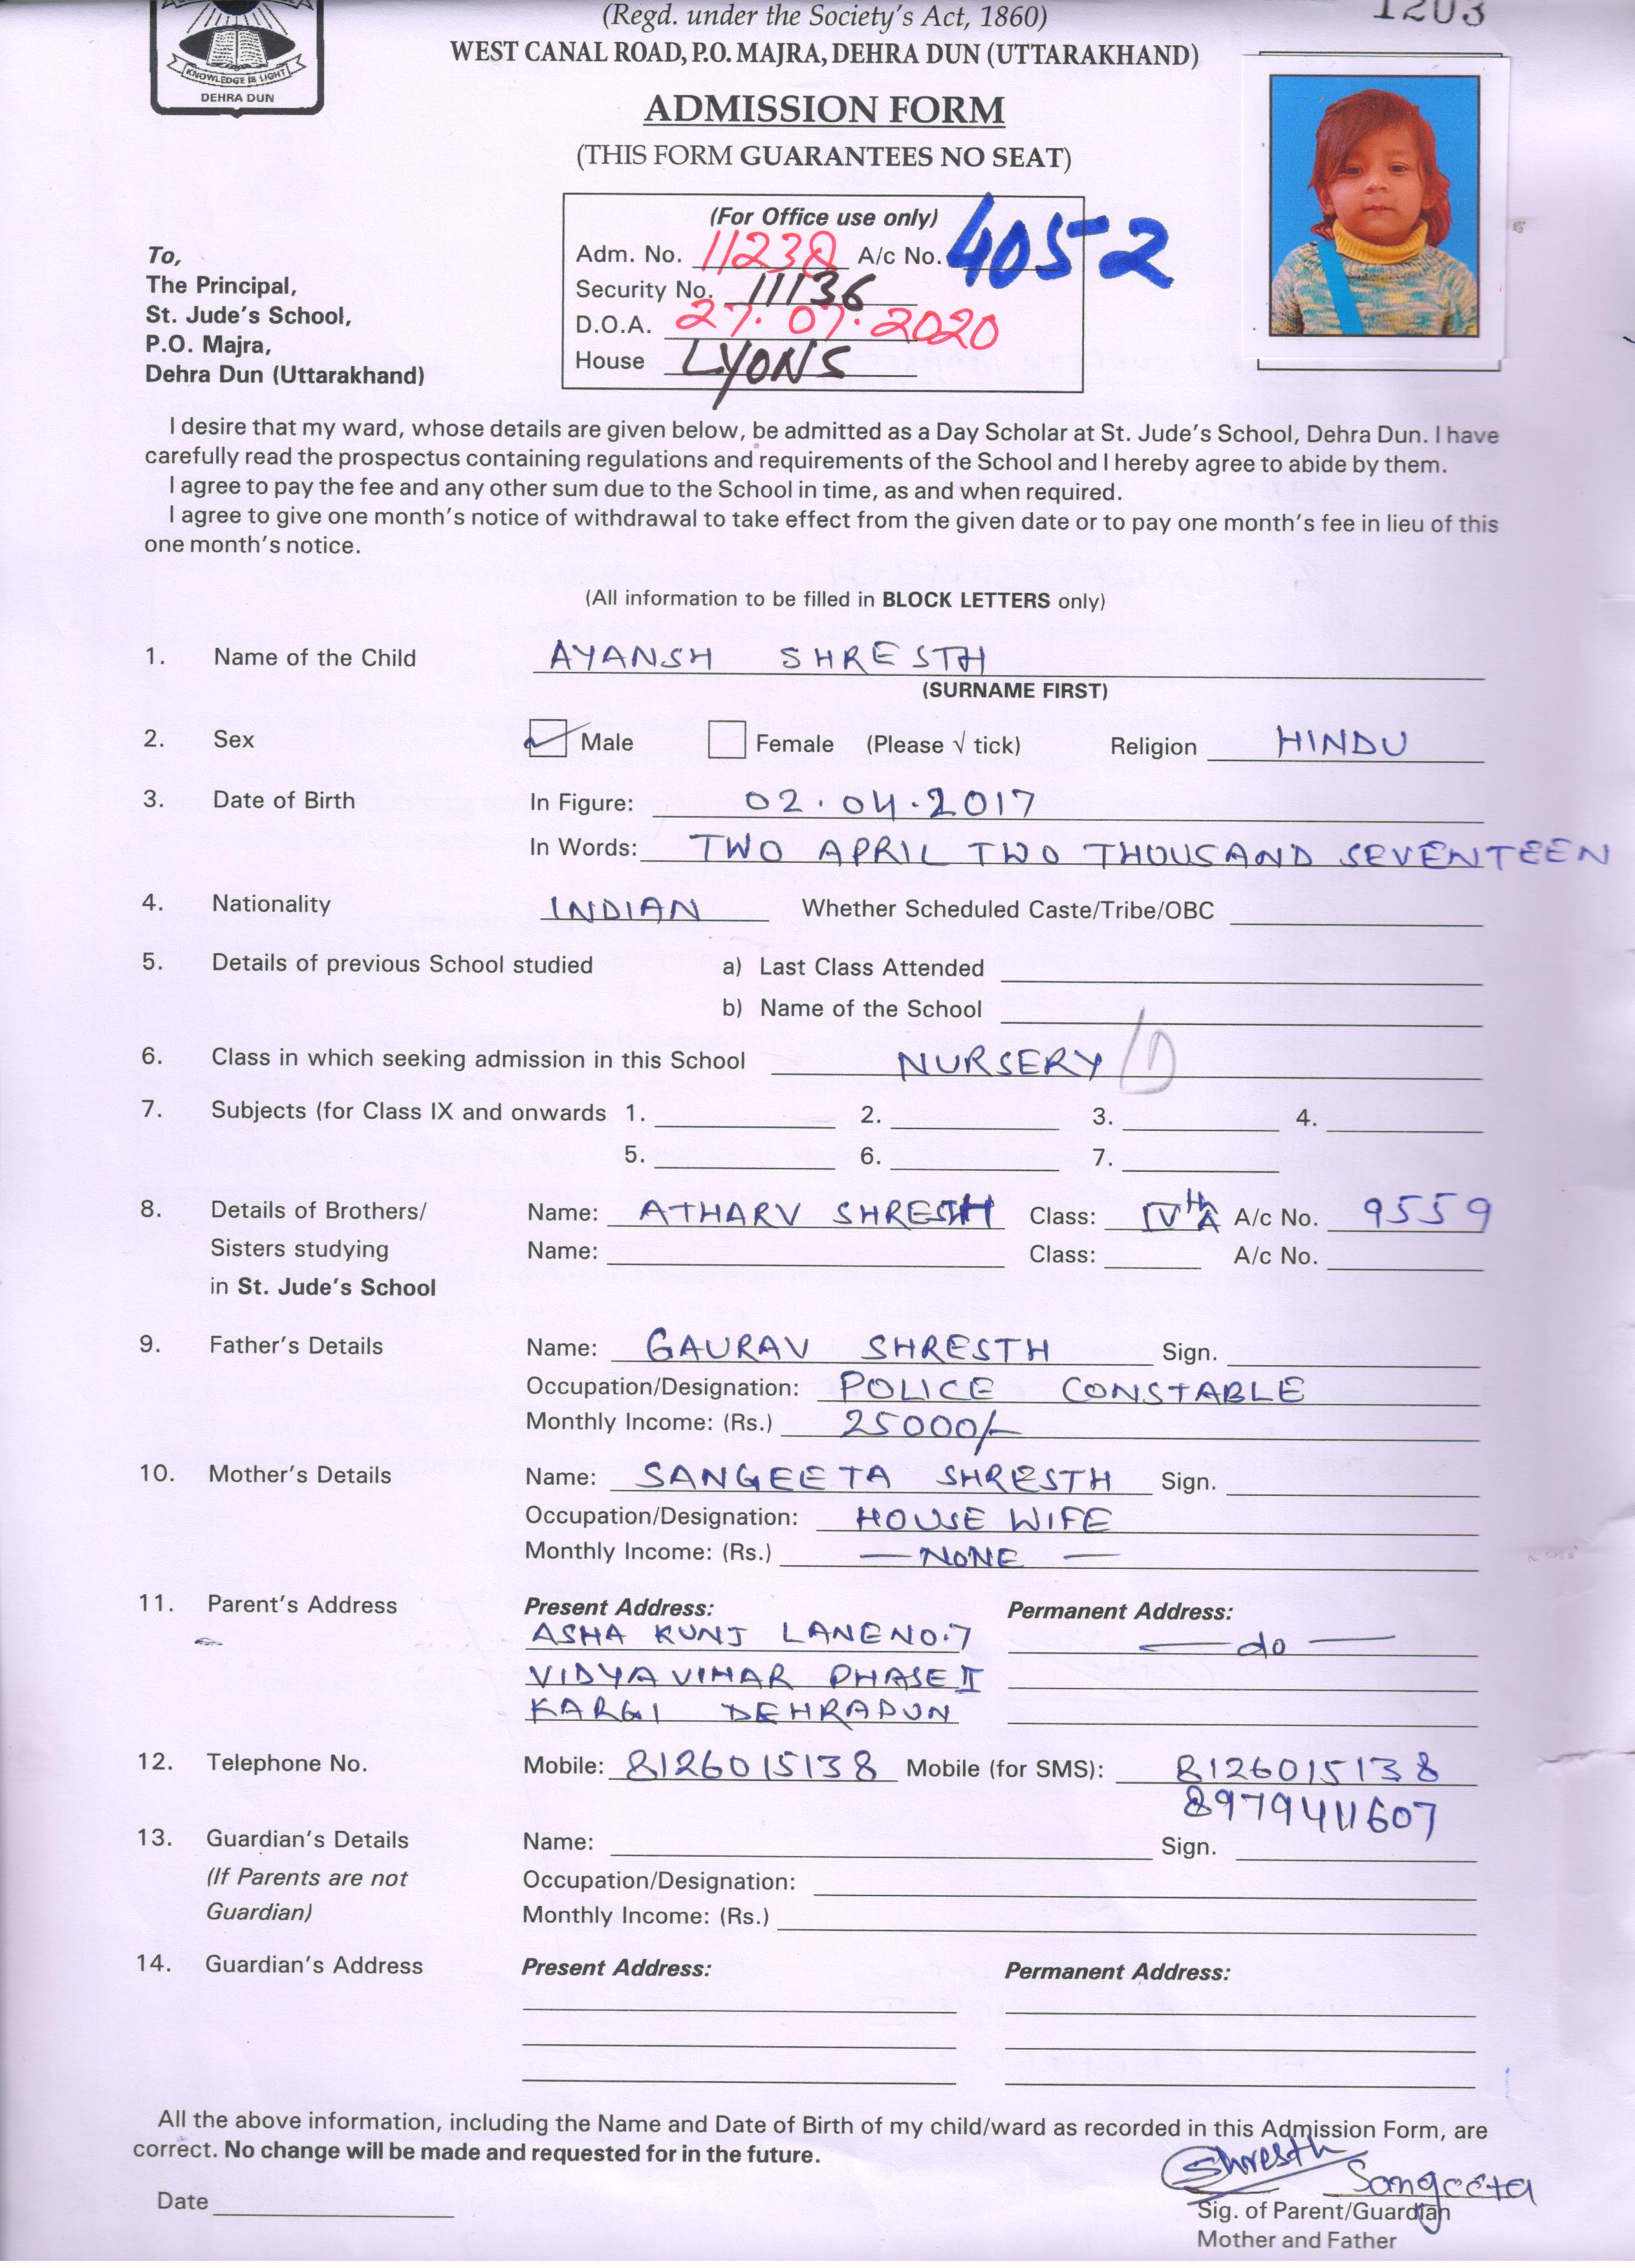 (Regd. under the Society's Act, 1860)
1203
WEST CANAL ROAD, P.O. MAJRA, DEHRA DUN (UTTARAKHAND)
KNOWLEDGE IS LIGHT
DEHRA DUN
ADMISSION FORM
(THIS FORM GUARANTEES NO SEAT)
(For Office use only)
Adm. No. 11238 A/c No. 4052
Security No. 11136
D.O.A. 27.07.2020
House LYONS
To,
The Principal,
St. Jude's School,
P.O. Majra,
Dehra Dun (Uttarakhand)
I desire that my ward, whose details are given below, be admitted as a Day Scholar at St. Jude's School, Dehra Dun. I have
carefully read the prospectus containing regulations and requirements of the School and I hereby agree to abide by them.
I agree to pay the fee and any other sum due to the School in time, as and when required.
I agree to give one month's notice of withdrawal to take effect from the given date or to pay one month's fee in lieu of this
one month's notice.
(All information to be filled in BLOCK LETTERS only)
1. Name of the Child AYANSH SHRESTH
(SURNAME FIRST)
2. Sex Male Female (Please √ tick) Religion HINDU
3. Date of Birth In Figure: 02.04.2017
In Words: TWO APRIL TWO THOUSAND SEVENTEEN
4. Nationality INDIAN Whether Scheduled Caste/Tribe/OBC
5. Details of previous School studied a) Last Class Attended
b) Name of the School
6. Class in which seeking admission in this School NURSERY /D
7. Subjects (for Class IX and onwards 1. 2. 3. 4.
5. 6. 7.
8. Details of Brothers/ Name: ATHARV SHRESTH Class: IVTH A A/c No. 9559
Sisters studying Name: Class: A/c No.
in St. Jude's School
9. Father's Details Name: GAURAV SHRESTH Sign.
Occupation/Designation: POLICE CONSTABLE
Monthly Income: (Rs.) 25000/-
10. Mother's Details Name: SANGEETA SHRESTH Sign.
Occupation/Designation: HOUSE WIFE
Monthly Income: (Rs.) — NONE —
11. Parent's Address Present Address: Permanent Address:
ASHA KUNJ LANE NO.7 — do —
VIDYA VIHAR PHASE II
KARGI DEHRADUN
12. Telephone No. Mobile: 8126015138 Mobile (for SMS): 8126015138
8979411607
13. Guardian's Details Name: Sign.
(If Parents are not Occupation/Designation:
Guardian) Monthly Income: (Rs.)
14. Guardian's Address Present Address: Permanent Address:
All the above information, including the Name and Date of Birth of my child/ward as recorded in this Admission Form, are
correct. No change will be made and requested for in the future.
Shresth Sangeeta
Date Sig. of Parent/Guardian
Mother and Father